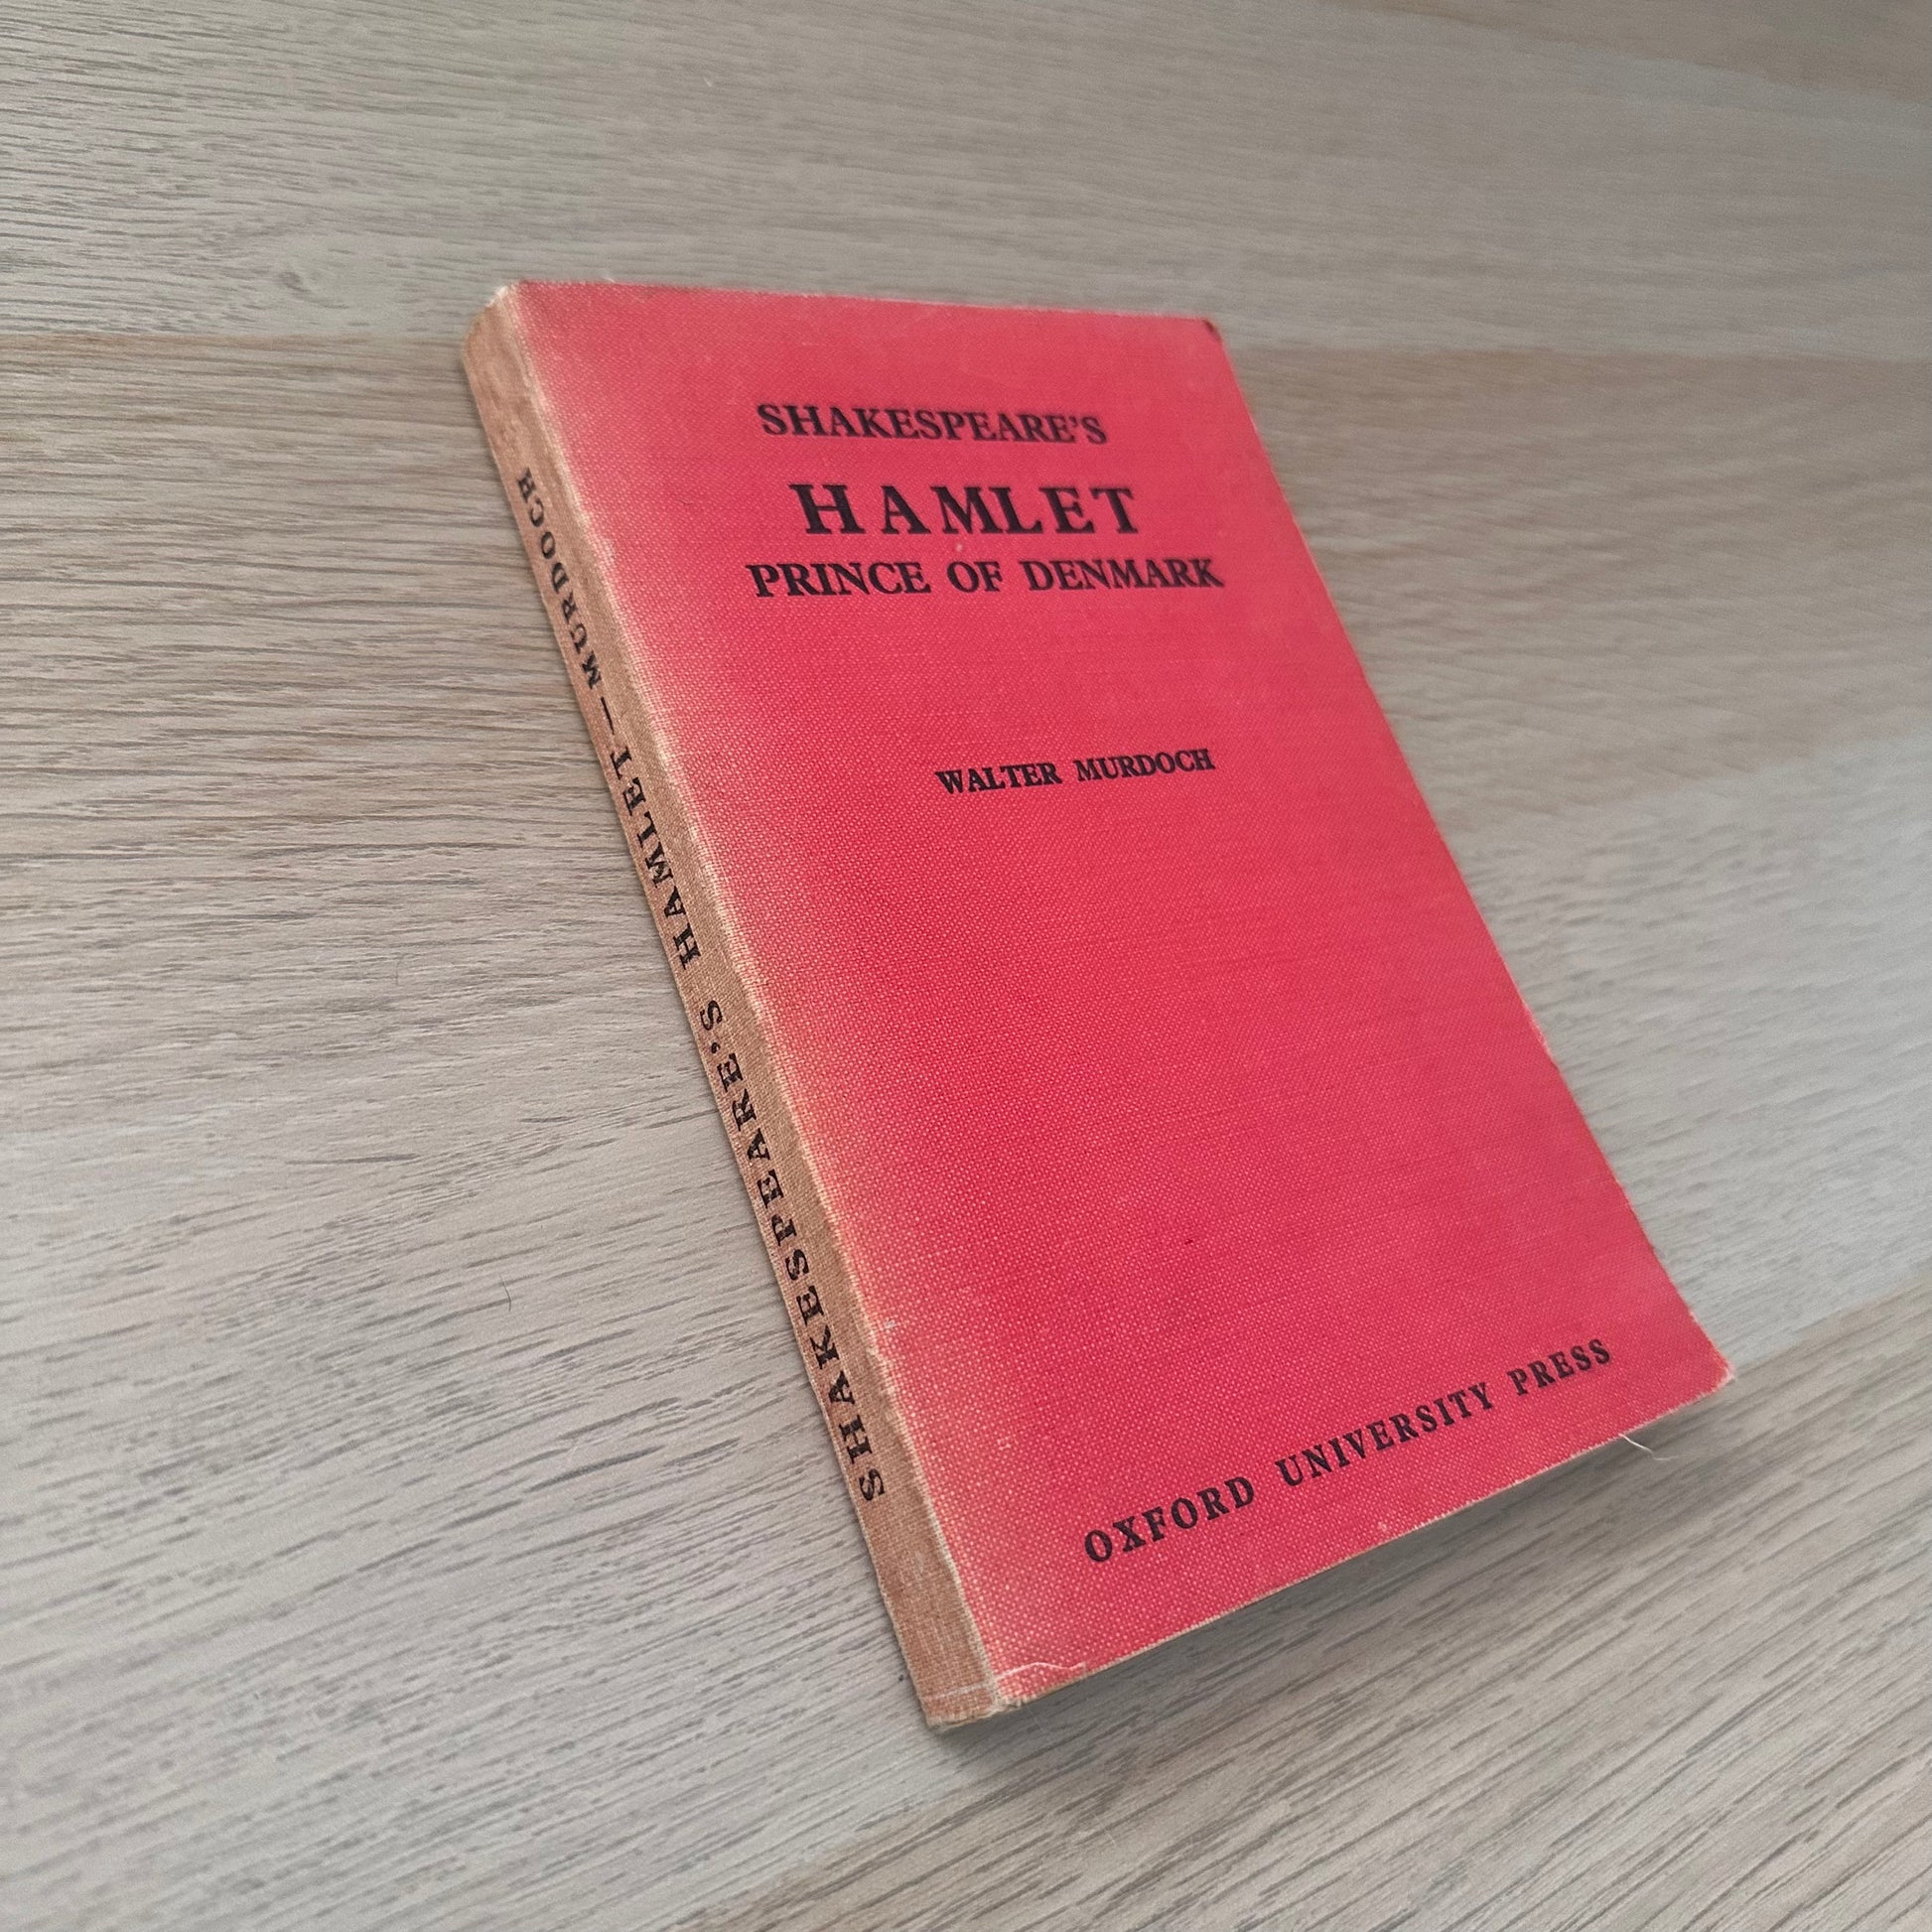 SHAKESPEARE'S
HAMLET
PRINCE OF DENMARK
WALTER MURDOCH
OXFORD UNIVERSITY PRESS
SHAKESPEARE'S HAMLET—MURDOCH